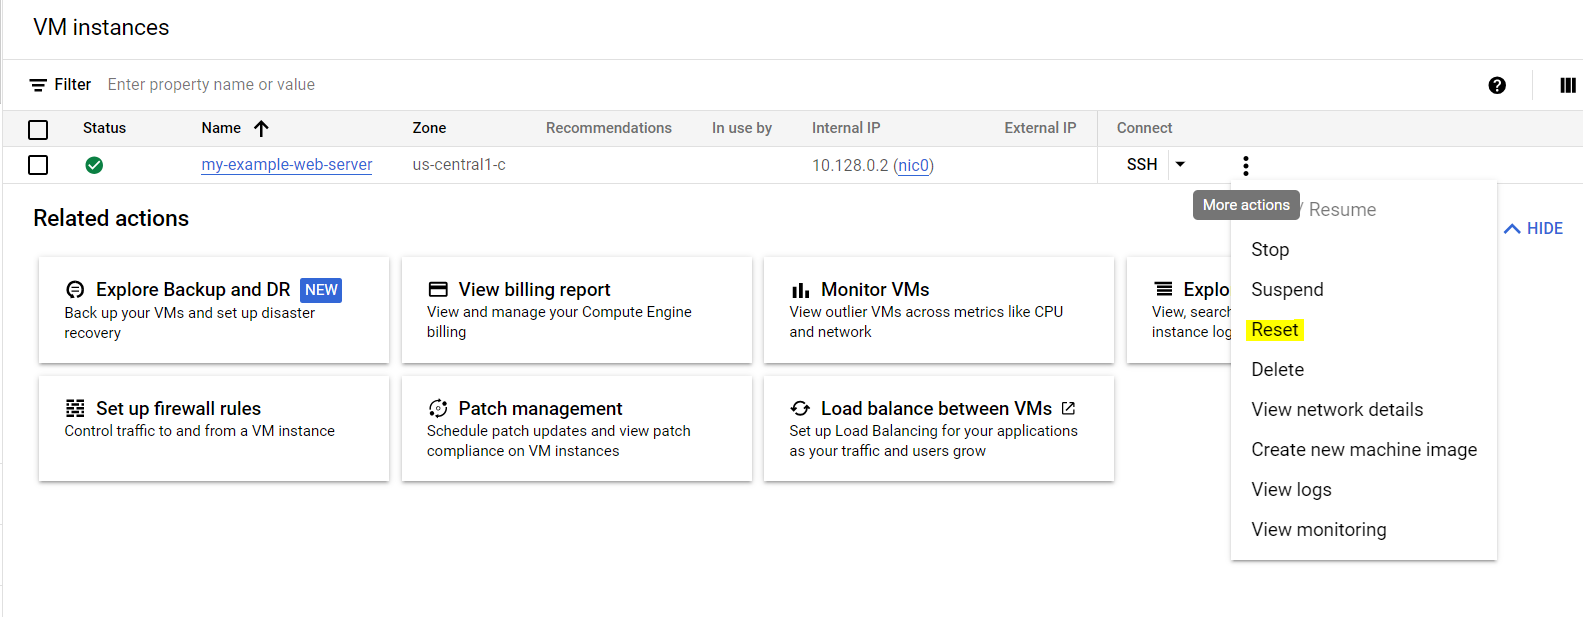 VM instances
Filter Enter property name or value
Status Name Zone Recommendations In use by Internal IP External IP Connect
my-example-web-server us-central1-c 10.128.0.2 (nic0) SSH
More actions / Resume
Stop
Suspend
Reset
Delete
View network details
Create new machine image
View logs
View monitoring
Related actions
HIDE
Explore Backup and DR NEW
Back up your VMs and set up disaster
recovery
View billing report
View and manage your Compute Engine
billing
Monitor VMs
View outlier VMs across metrics like CPU
and network
Explo
View, search
instance log
Set up firewall rules
Control traffic to and from a VM instance
Patch management
Schedule patch updates and view patch
compliance on VM instances
Load balance between VMs
Set up Load Balancing for your applications
as your traffic and users grow